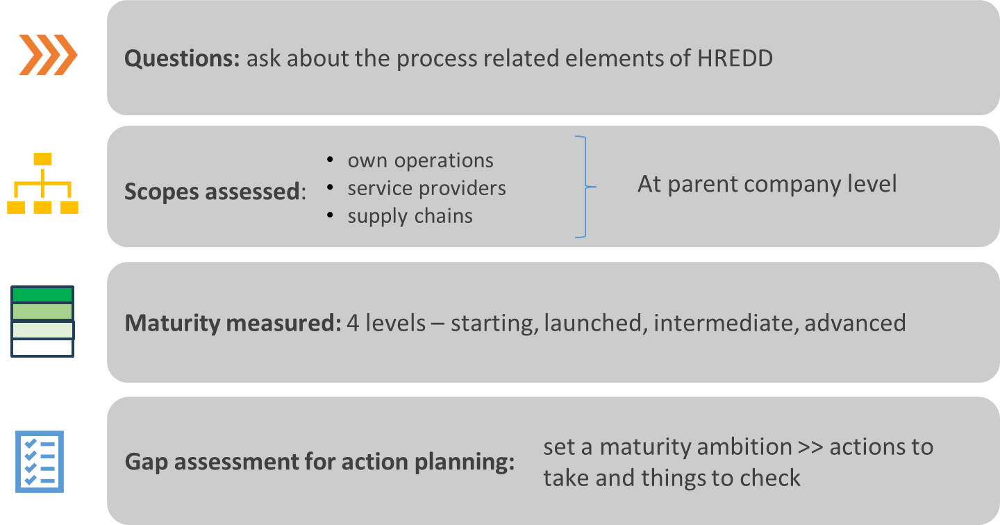 Questions: ask about the process related elements of HREDD
Scopes assessed:
• own operations
• service providers
• supply chains
At parent company level
Maturity measured: 4 levels – starting, launched, intermediate, advanced
Gap assessment for action planning:
set a maturity ambition >> actions to
take and things to check